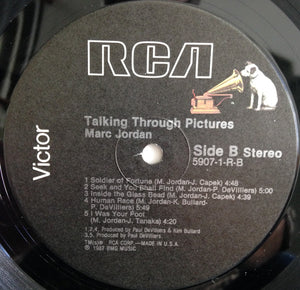 RCA
Victor
Talking Through Pictures
Marc Jordan
Side B Stereo
5907-1-R-B
1 Soldier of Fortune (M. Jordan-J. Capek) 4:48
2 Seek and You Shall Find (M. Jordan-P. DeVilliers) 5:00
3 Inside the Glass Bead (M. Jordan-J. Capek) 4:39
4 Human Race (M. Jordan-K. Bullard-
P. DeVilliers) 5:11
5 I Was Your Fool
(M. Jordan-J. Tanaka) 4:20
1,2,4, Produced by Paul DeVilliers & Kim Bullard
3,5, Produced by Paul DeVilliers.
RCA CORP.—MADE IN U.S.A.
℗ 1987 BMG MUSIC